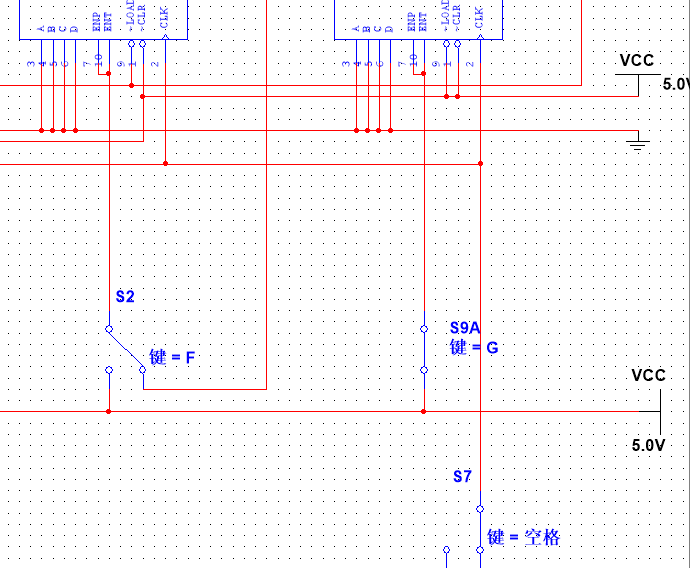 A B C D ENP ENT ~LOAD ~CLR CLK
A B C D ENP ENT ~LOAD ~CLR CLK
3 4 5 6 7 10 9 1 2
3 4 5 6 7 10 9 1 2
VCC
5.0V
S2
键 = F
S9A
键 = G
VCC
5.0V
S7
键 = 空格